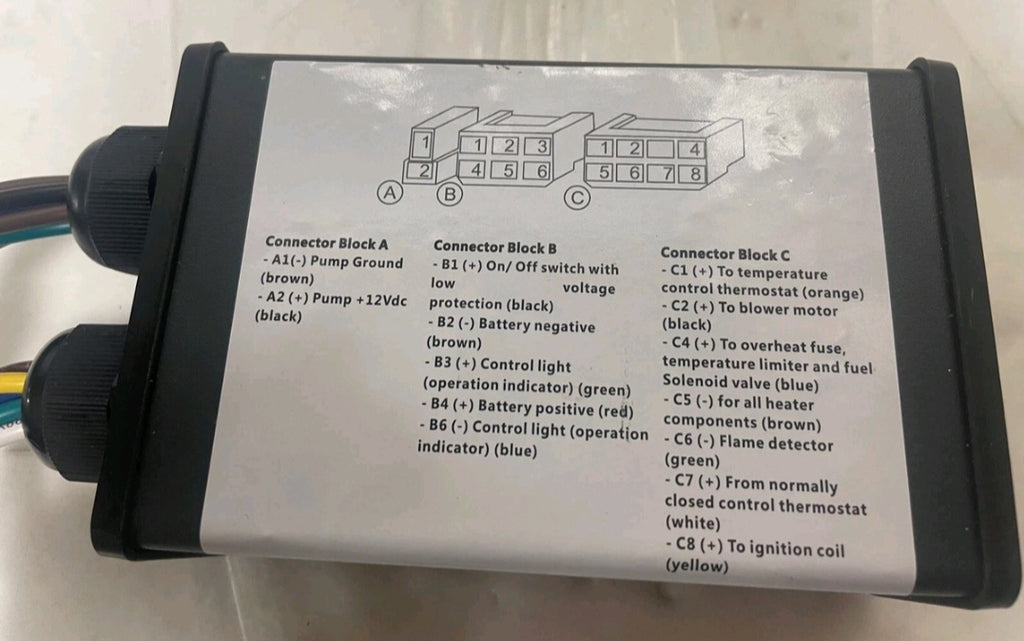 1
2
1 2 3
4 5 6
1 2 4
5 6 7 8
A
B
C
Connector Block A
- A1(-) Pump Ground
(brown)
- A2 (+) Pump +12Vdc
(black)
Connector Block B
- B1 (+) On/ Off switch with
low voltage
protection (black)
- B2 (-) Battery negative
(brown)
- B3 (+) Control light
(operation indicator) (green)
- B4 (+) Battery positive (red)
- B6 (-) Control light (operation
indicator) (blue)
Connector Block C
- C1 (+) To temperature
control thermostat (orange)
- C2 (+) To blower motor
(black)
- C4 (+) To overheat fuse,
temperature limiter and fuel
Solenoid valve (blue)
- C5 (-) for all heater
components (brown)
- C6 (-) Flame detector
(green)
- C7 (+) From normally
closed control thermostat
(white)
- C8 (+) To ignition coil
(yellow)